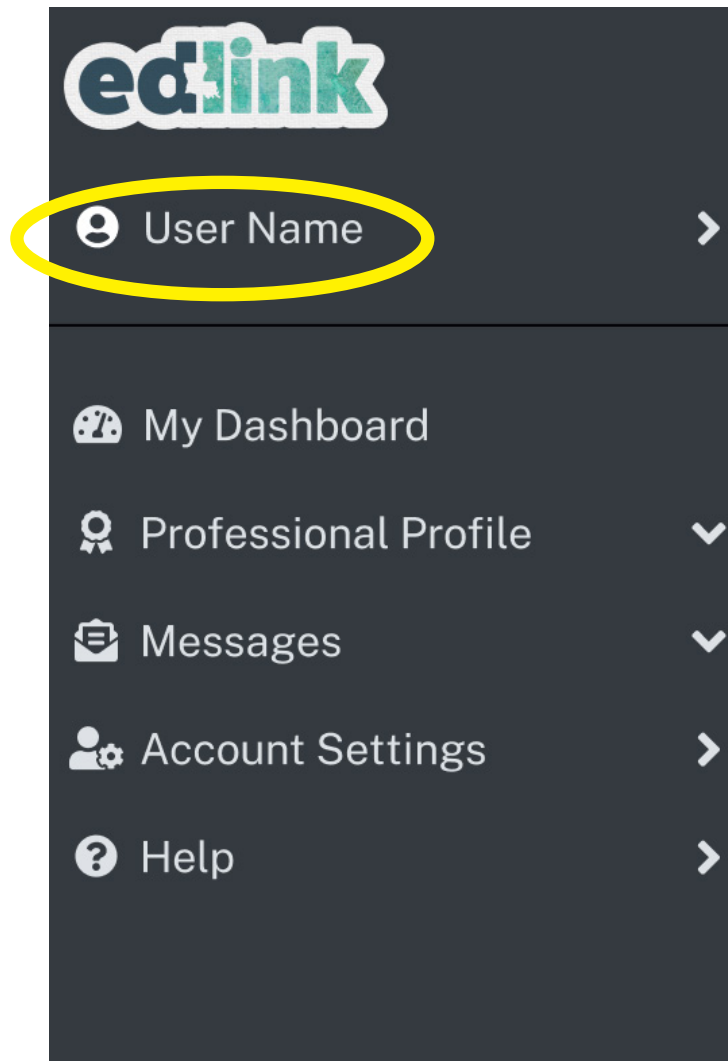 edlink
User Name
My Dashboard
Professional Profile
Messages
Account Settings
Help